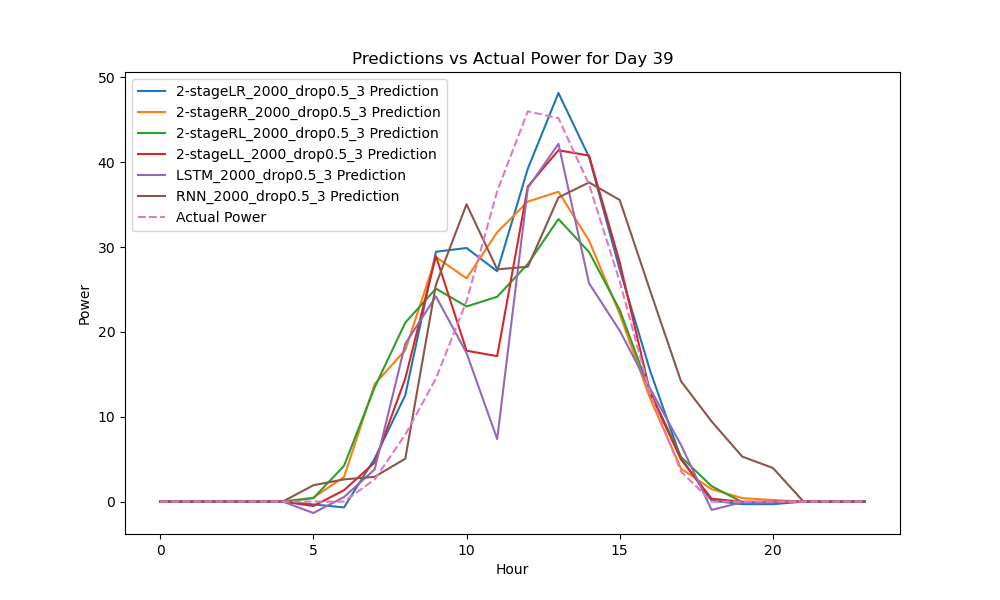 Predictions vs Actual Power for Day 39
50
40
30
20
10
0
Power
2-stageLR_2000_drop0.5_3 Prediction
2-stageRR_2000_drop0.5_3 Prediction
2-stageRL_2000_drop0.5_3 Prediction
2-stageLL_2000_drop0.5_3 Prediction
LSTM_2000_drop0.5_3 Prediction
RNN_2000_drop0.5_3 Prediction
Actual Power
0 5 10 15 20
Hour